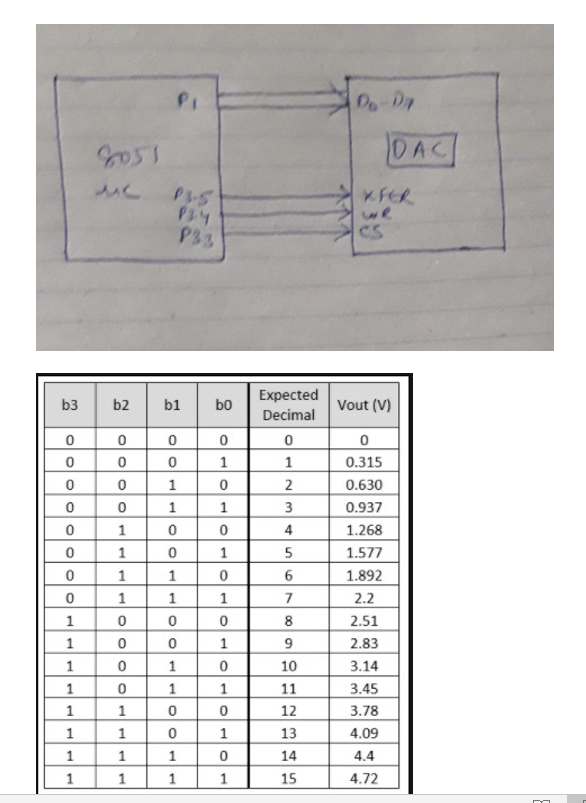 P1
D0-D7
8051
DAC
uc
P3.5
XFER
P3.4
WR
P3.3
CS
b3 b2 b1 b0 Expected Decimal Vout (V)
0 0 0 0 0 0
0 0 0 1 1 0.315
0 0 1 0 2 0.630
0 0 1 1 3 0.937
0 1 0 0 4 1.268
0 1 0 1 5 1.577
0 1 1 0 6 1.892
0 1 1 1 7 2.2
1 0 0 0 8 2.51
1 0 0 1 9 2.83
1 0 1 0 10 3.14
1 0 1 1 11 3.45
1 1 0 0 12 3.78
1 1 0 1 13 4.09
1 1 1 0 14 4.4
1 1 1 1 15 4.72